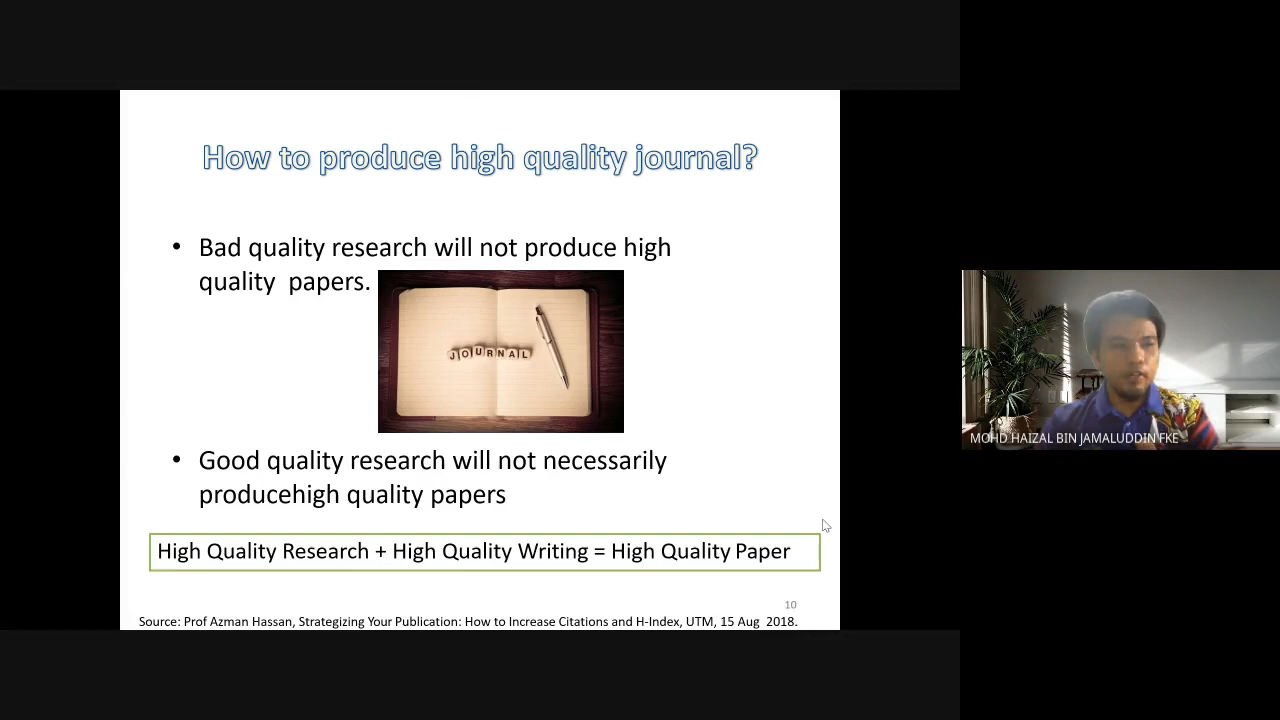 How to produce high quality journal?
• Bad quality research will not produce high
quality  papers.
JOURNAL
• Good quality research will not necessarily
producehigh quality papers
High Quality Research + High Quality Writing = High Quality Paper
10
Source: Prof Azman Hassan, Strategizing Your Publication: How to Increase Citations and H-Index, UTM, 15 Aug  2018.
MOHD HAIZAL BIN JAMALUDDIN FKE